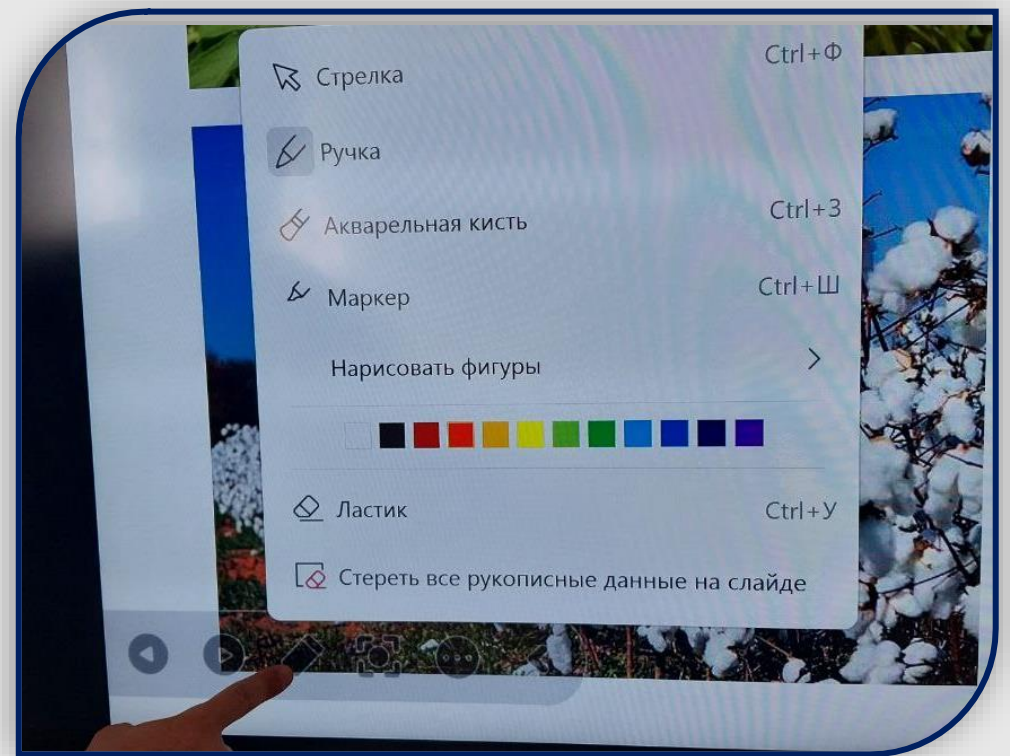 Стрелка Ctrl+Ф
Ручка
Акварельная кисть Ctrl+З
Маркер Ctrl+Ш
Нарисовать фигуры
Ластик Ctrl+У
Стереть все рукописные данные на слайде